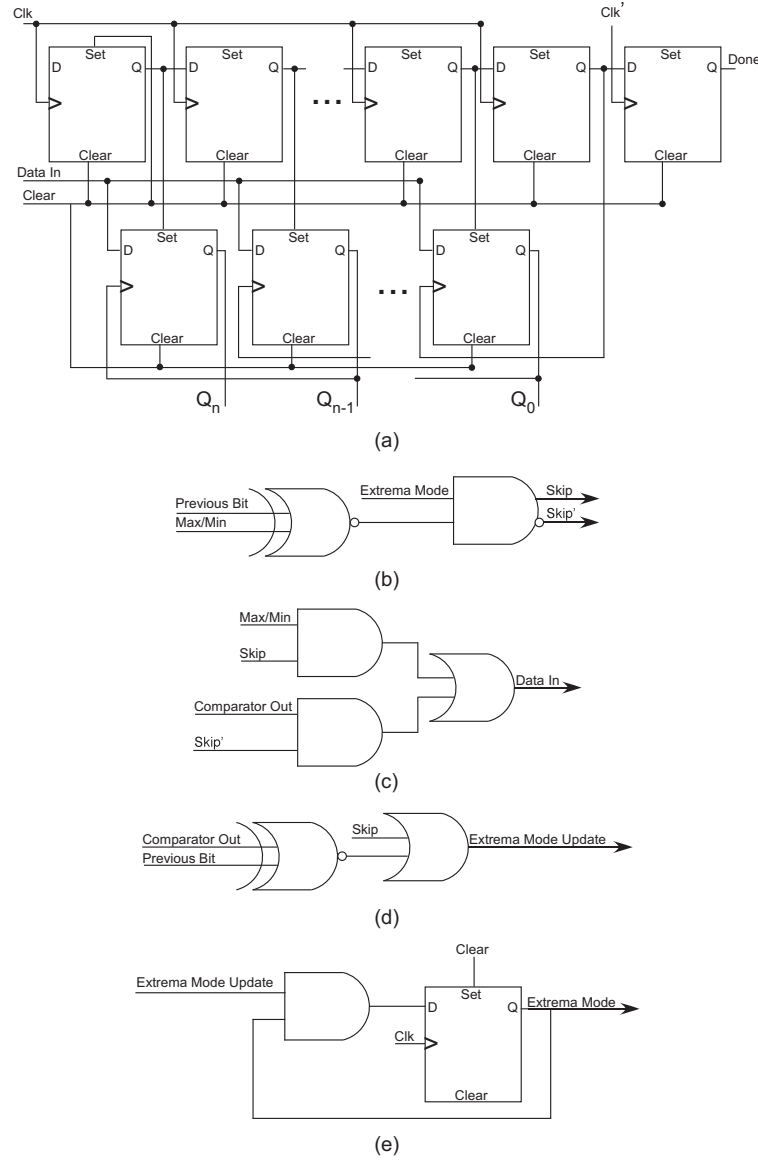 Clk Clk’
Set Set Set Set Set
D Q D Q D Q D Q D Q Done
...
Clear Clear Clear Clear Clear
Data In
Clear
Set Set Set
D Q D Q D Q
...
Clear Clear Clear
Qn Qn-1 Q0
(a)
Extrema Mode Skip
Previous Bit
Max/Min Skip’
(b)
Max/Min
Skip
Data In
Comparator Out
Skip’
(c)
Skip
Comparator Out Extrema Mode Update
Previous Bit
(d)
Clear
Extrema Mode Update Set
D Q Extrema Mode
Clk
Clear
(e)